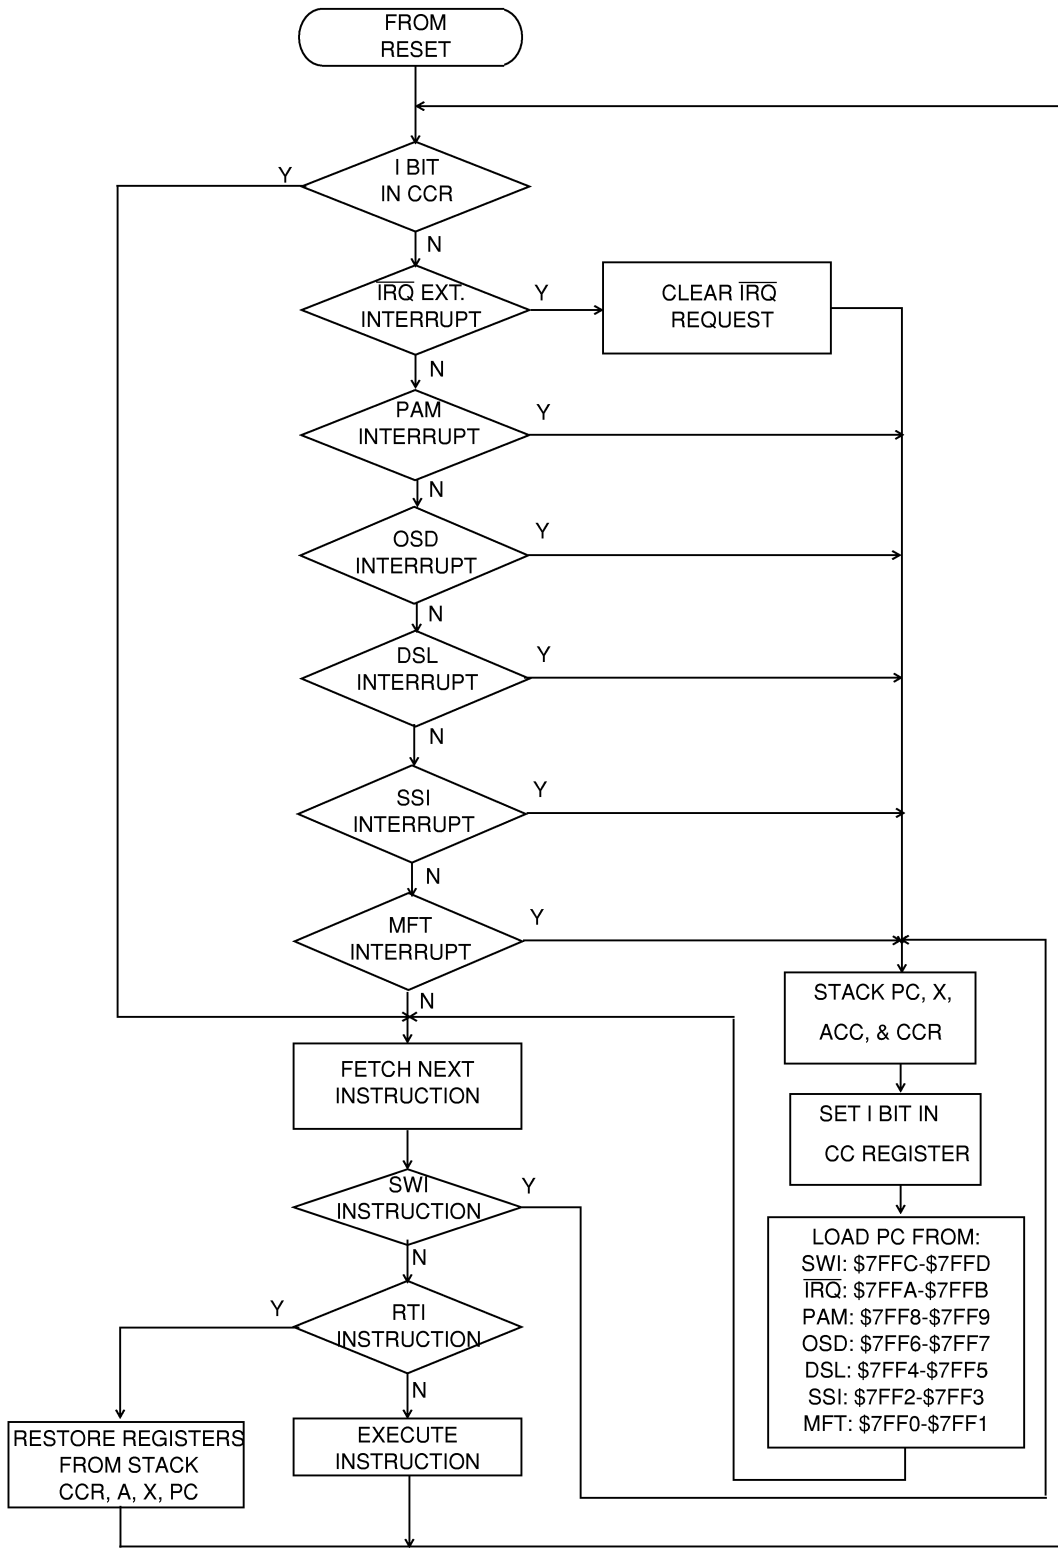 FROM
RESET
I BIT
IN CCR
Y
N
IRQ EXT.
INTERRUPT
Y
CLEAR IRQ
REQUEST
N
PAM
INTERRUPT
Y
N
OSD
INTERRUPT
Y
N
DSL
INTERRUPT
Y
N
SSI
INTERRUPT
Y
N
MFT
INTERRUPT
Y
N
STACK PC, X,
ACC, & CCR
FETCH NEXT
INSTRUCTION
SET I BIT IN
CC REGISTER
SWI
INSTRUCTION
Y
N
LOAD PC FROM:
SWI: $7FFC-$7FFD
IRQ: $7FFA-$7FFB
PAM: $7FF8-$7FF9
OSD: $7FF6-$7FF7
DSL: $7FF4-$7FF5
SSI: $7FF2-$7FF3
MFT: $7FF0-$7FF1
RTI
INSTRUCTION
Y
N
RESTORE REGISTERS
FROM STACK
CCR, A, X, PC
EXECUTE
INSTRUCTION